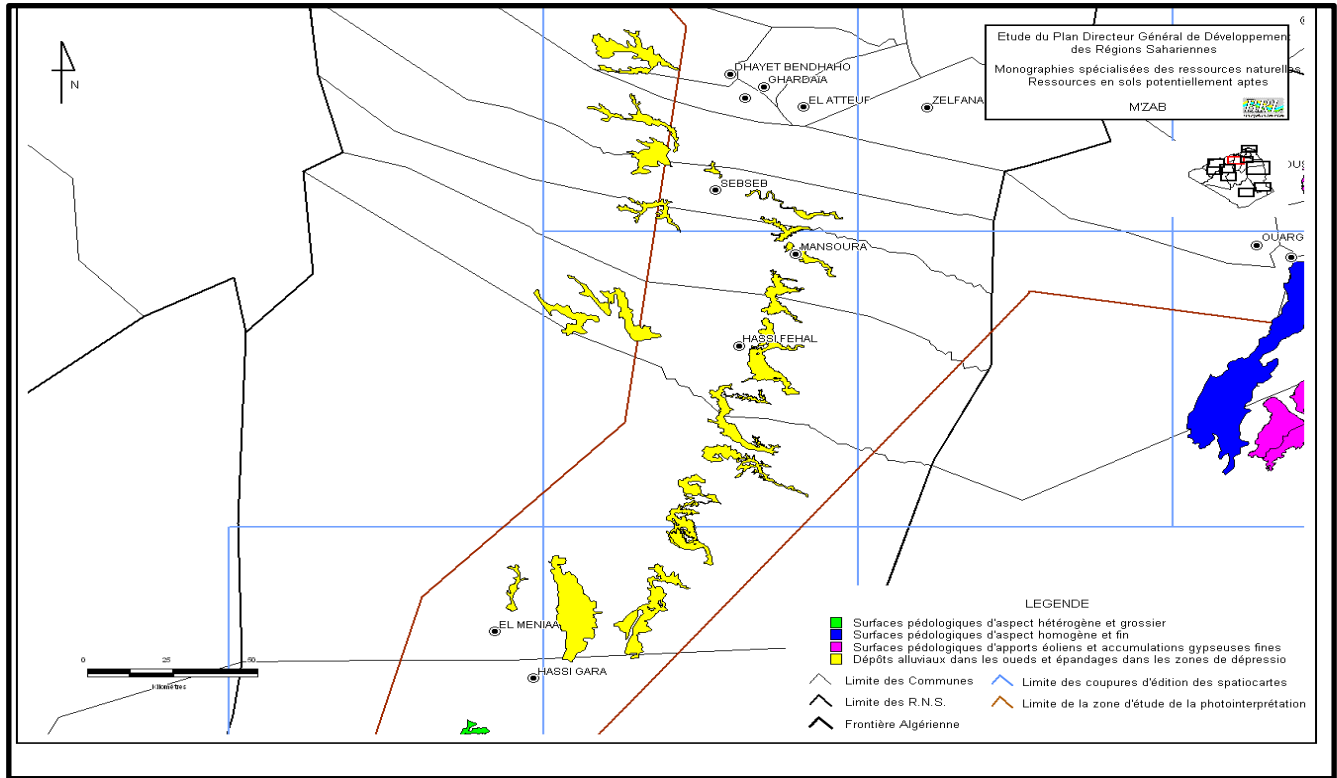 Etude du Plan Directeur Général de Développemen
des Régions Sahariennes
Monographies spécialisées des ressources naturelles
Ressources en sols potentiellement aptes
M'ZAB
N
DHAYET BENDHAHO
GHARDAÏA
EL ATTEUF
ZELFANA
SEBSEB
OUS
MANSOURA
OUARG
HASSI FEHAL
EL MENIAA
HASSI GARA
0 25 50
Kilomètres
LEGENDE
Surfaces pédologiques d'aspect hétérogène et grossier
Surfaces pédologiques d'aspect homogène et fin
Surfaces pédologiques d'apports éoliens et accumulations gypseuses fines
Dépôts alluviaux dans les oueds et épandages dans les zones de dépressio
Limite des Communes
Limite des coupures d'édition des spatiocartes
Limite des R.N.S.
Limite de la zone d'étude de la photointerprétation
Frontière Algérienne